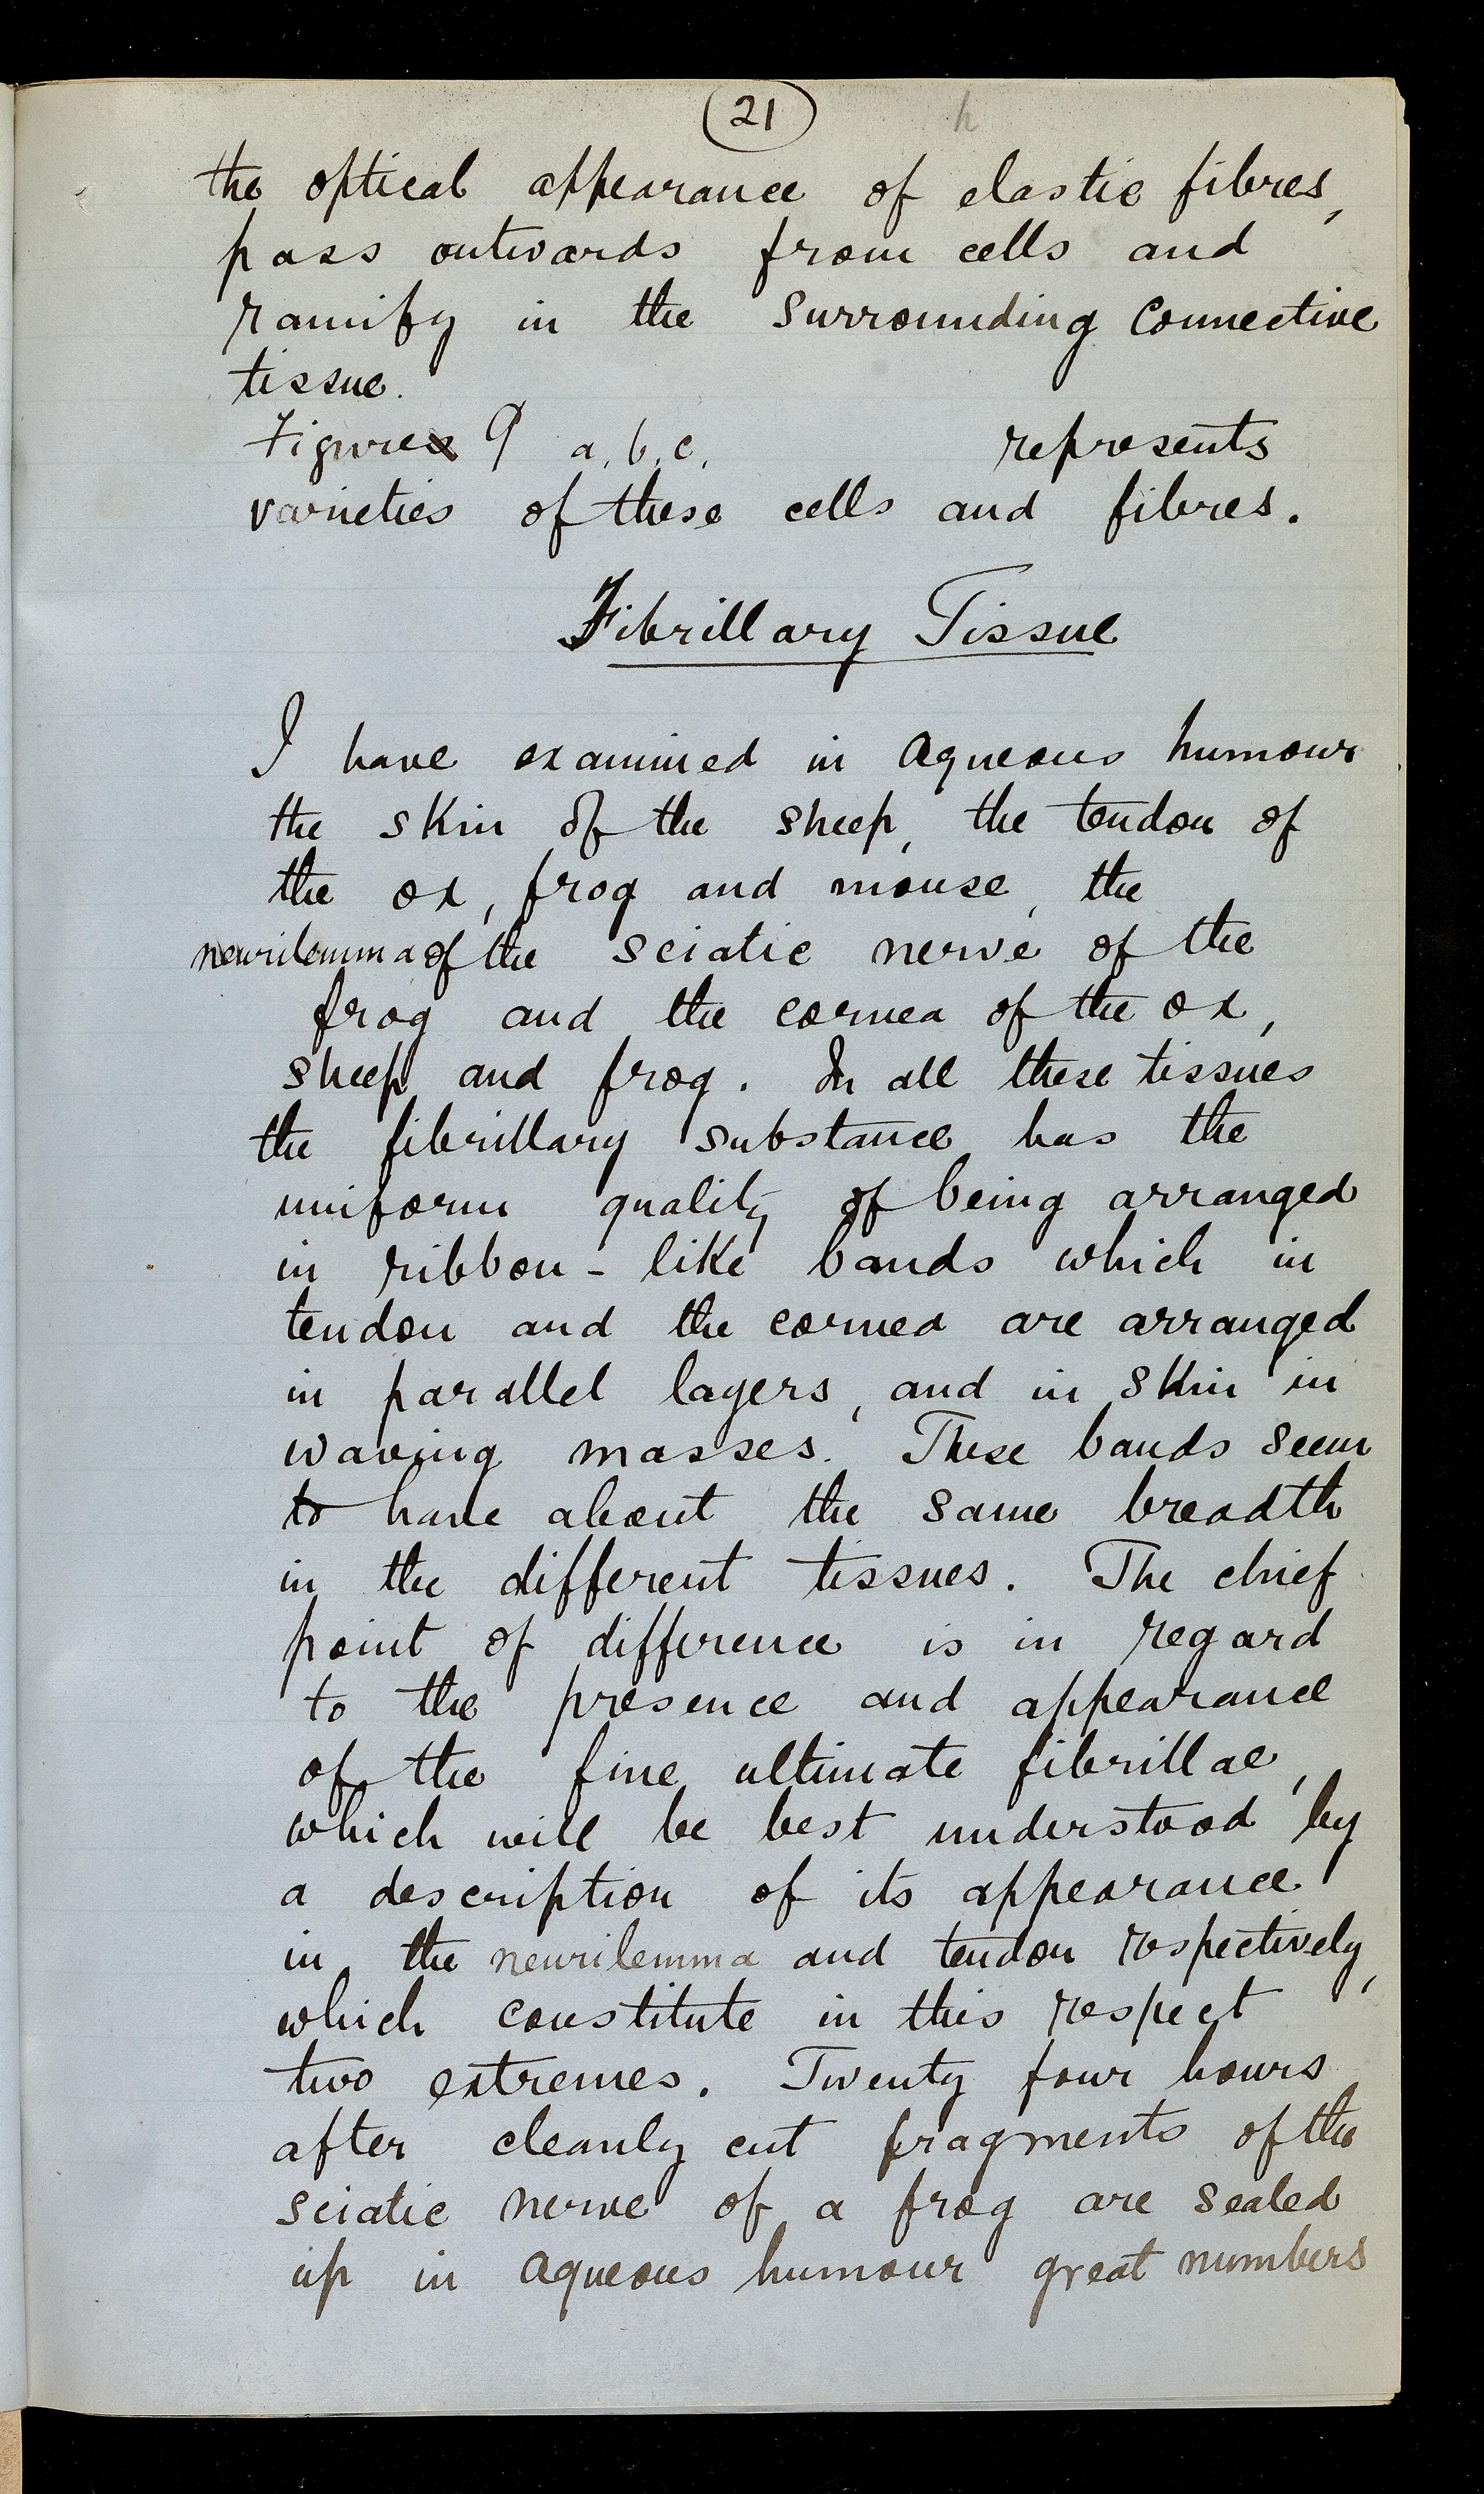 21
h
the optical appearance of elastic fibres,
pass outwards from cells and
ramify in the surrounding Connective
tissue.
Figures 9 a, b, c, represents
varieties of these cells and fibres.
Fibrillary Tissue
I have examined in aqueous humour
the skin of the sheep, the tendon of
the ox, frog and mouse, the
neurilemma of the sciatic nerve of the
frog and the cornea of the ox,
sheep and frog. In all these tissues
the fibrillary substance has the
uniform quality of being arranged
in ribbon-like bands which in
tendon and the cornea are arranged
in parallel layers, and in skin in
waving masses. These bands seem
to have about the same breadth
in the different tissues. The chief
point of difference is in regard
to the presence and appearance
of the fine ultimate fibrillae,
which will be best understood by
a description of its appearance
in the neurilemma and tendon respectively,
which constitute in this respect
two extremes. Twenty four hours
after cleanly cut fragments of the
sciatic nerve of a frog are sealed
up in aqueous humour great numbers